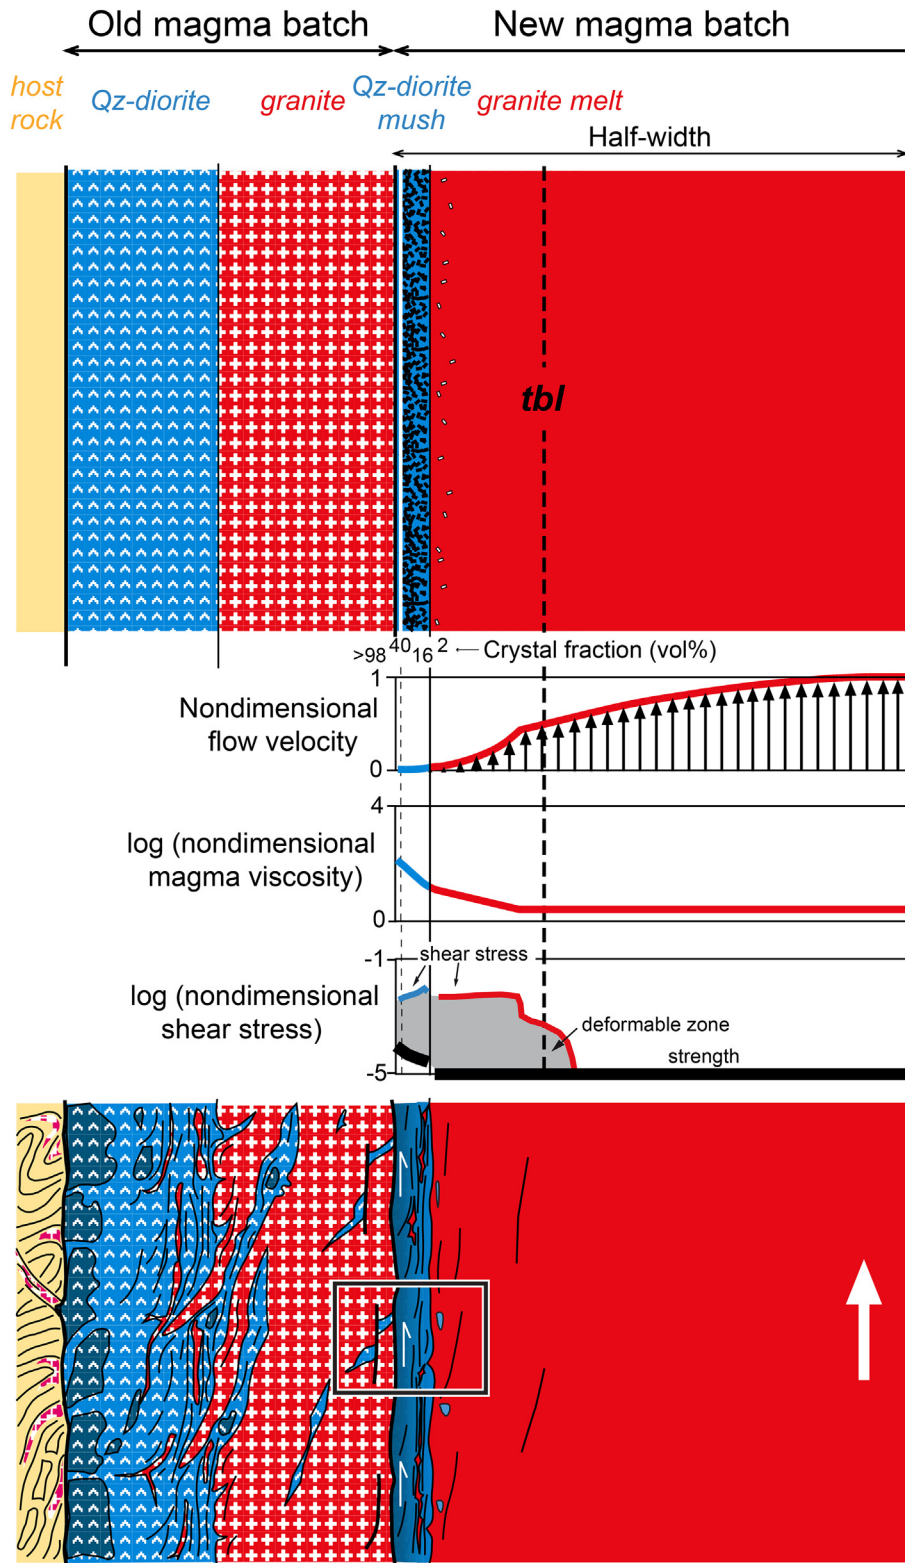 Old magma batch
New magma batch
host
rock
Qz-diorite
granite
Qz-diorite
mush
granite melt
Half-width
tbl
>98 40 16 2 ← Crystal fraction (vol%)
Nondimensional
flow velocity
1
0
log (nondimensional
magma viscosity)
4
0
log (nondimensional
shear stress)
-1
-5
shear stress
deformable zone
strength